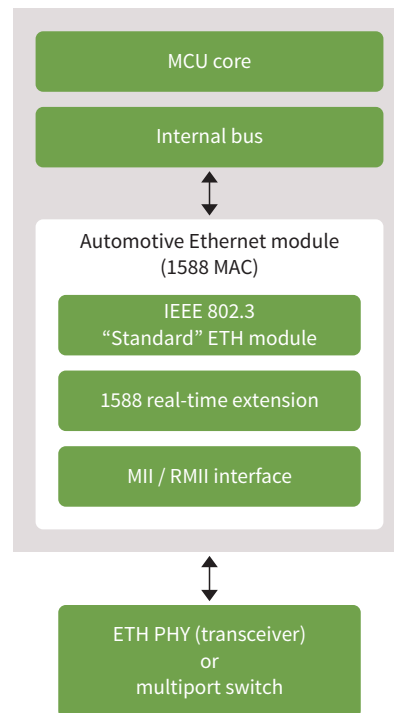 MCU core
Internal bus
Automotive Ethernet module
(1588 MAC)
IEEE 802.3
“Standard” ETH module
1588 real-time extension
MII / RMII interface
ETH PHY (transceiver)
or
multiport switch